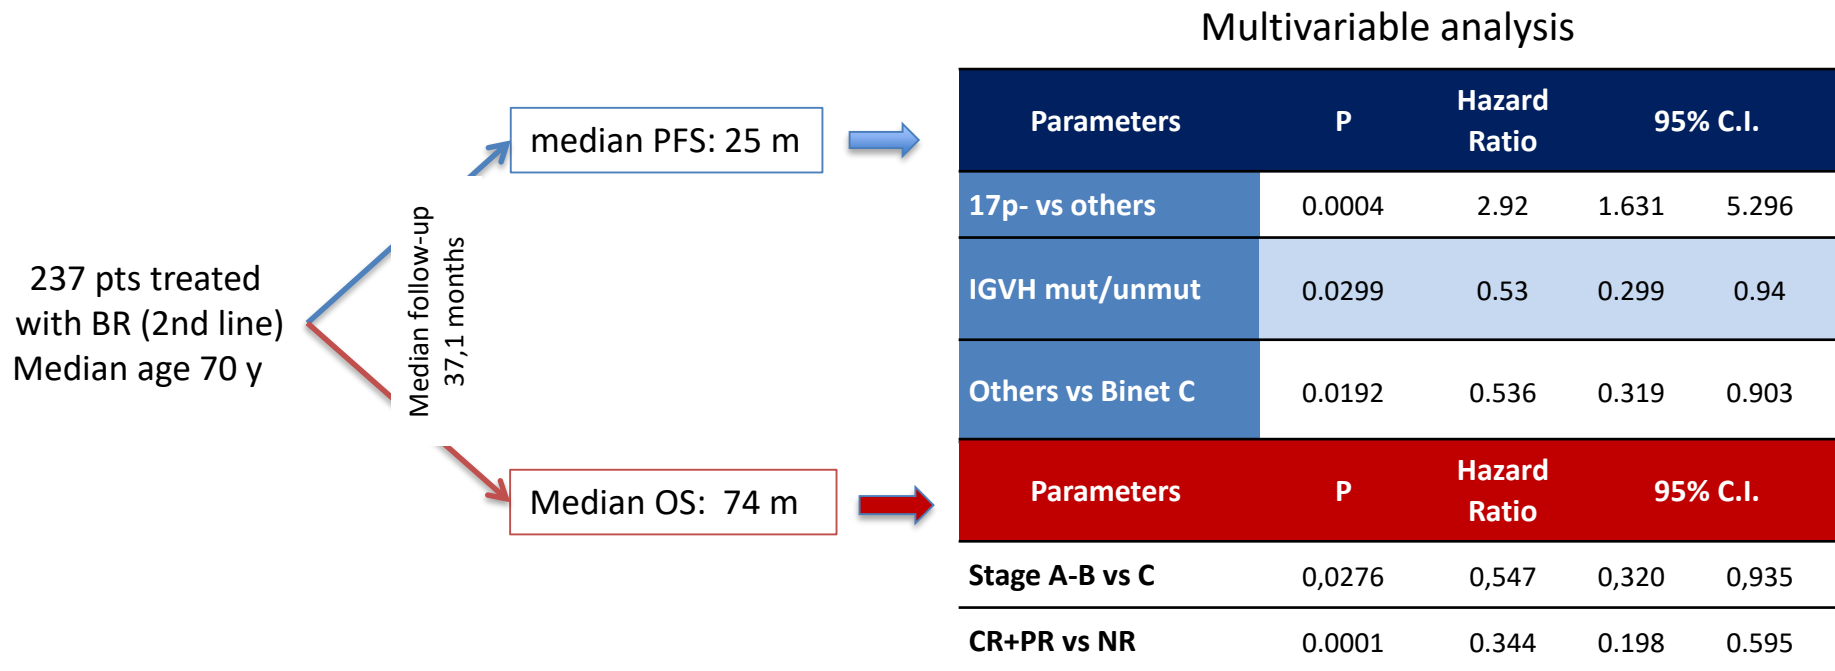 Multivariable analysis
237 pts treated
with BR (2nd line)
Median age 70 y
Median follow-up
37,1 months
median PFS: 25 m
Median OS: 74 m
Parameters P Hazard Ratio 95% C.I.
17p- vs others 0.0004 2.92 1.631 5.296
IGVH mut/unmut 0.0299 0.53 0.299 0.94
Others vs Binet C 0.0192 0.536 0.319 0.903
Parameters P Hazard Ratio 95% C.I.
Stage A-B vs C 0,0276 0,547 0,320 0,935
CR+PR vs NR 0.0001 0.344 0.198 0.595